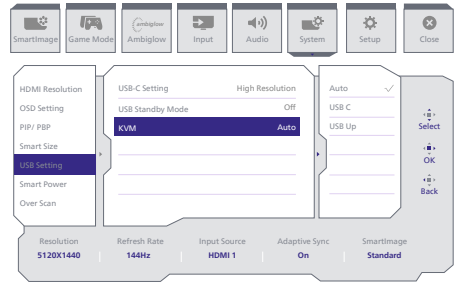 SmartImage
Game Mode
ambiglow
Ambiglow
Input
Audio
System
Setup
Close
HDMI Resolution
OSD Setting
PIP/ PBP
Smart Size
USB Setting
Smart Power
Over Scan
USB-C Setting High Resolution
USB Standby Mode Off
KVM Auto
Auto
USB C
USB Up
Select
OK
Back
Resolution Refresh Rate Input Source Adaptive Sync SmartImage
5120X1440 144Hz HDMI 1 On Standard